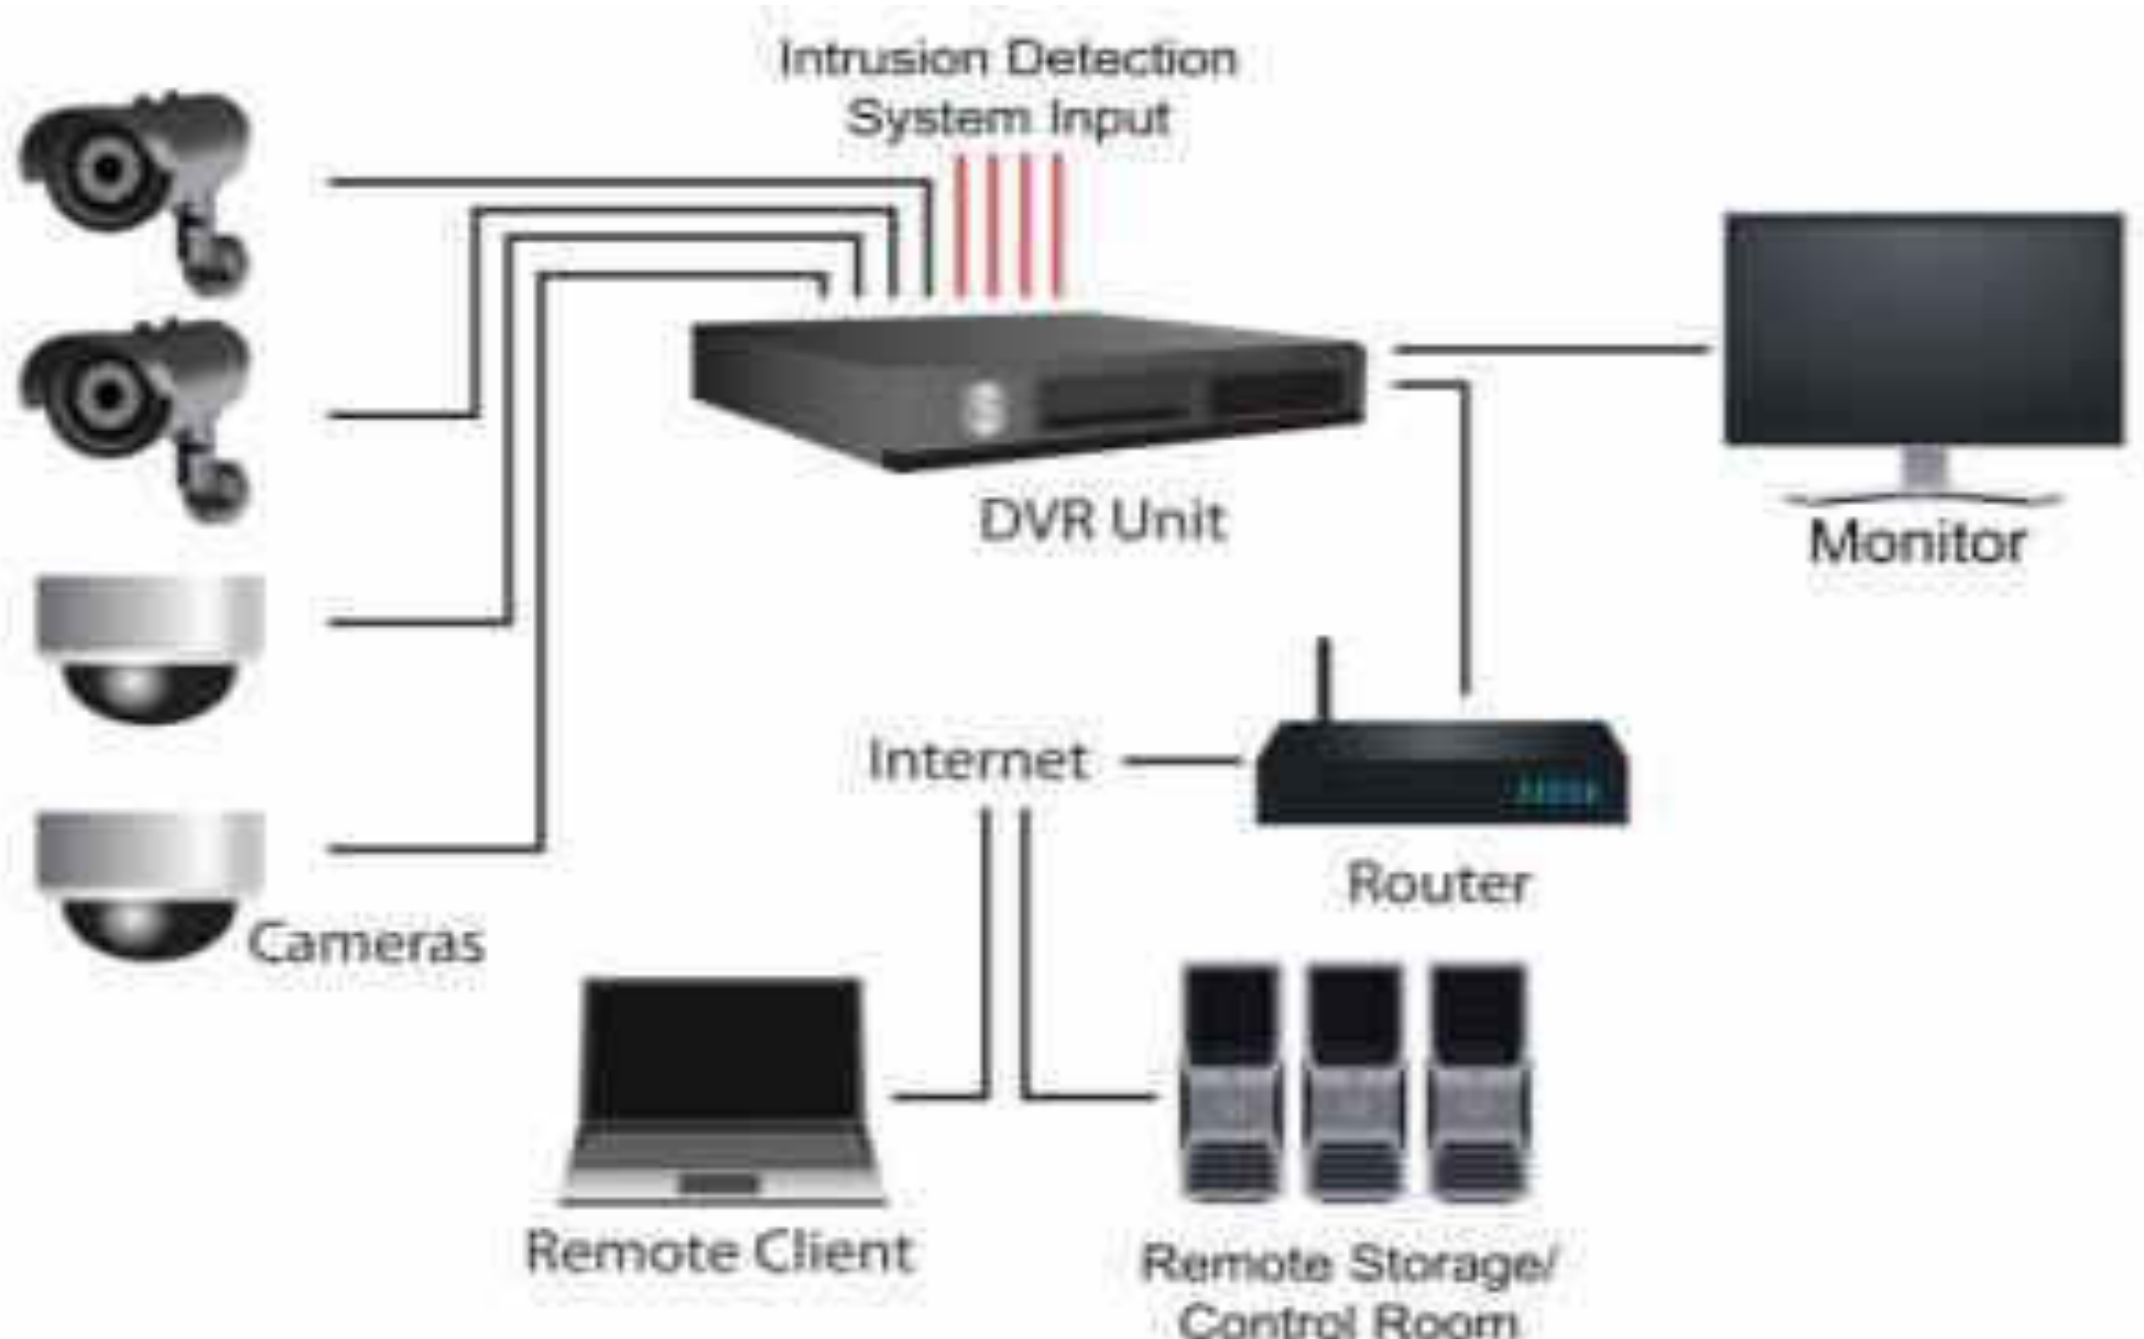 Intrusion Detection
System Input
DVR Unit
Monitor
Internet
Router
Cameras
Remote Client
Remote Storage/
Control Room